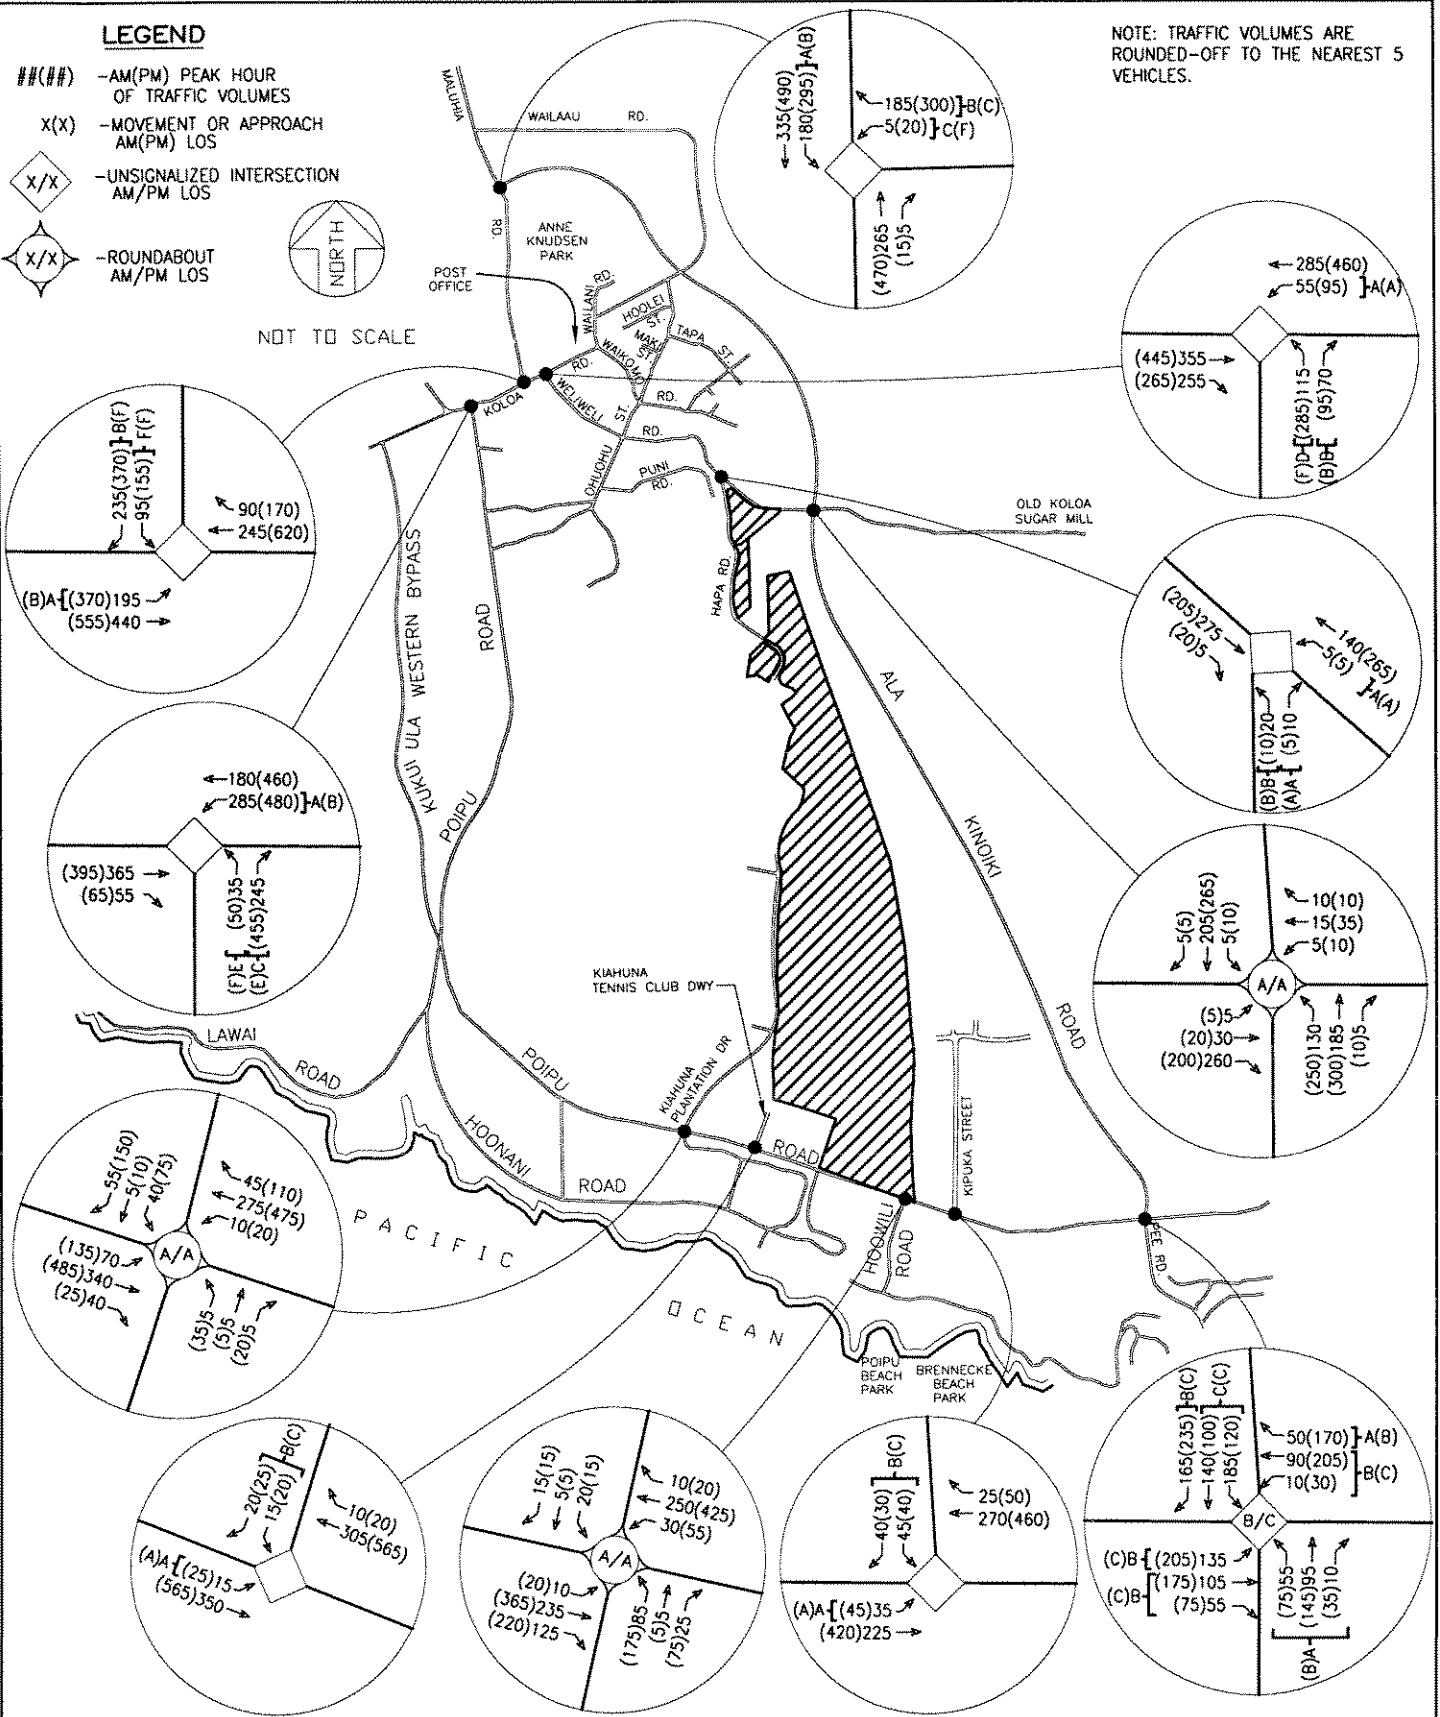 LEGEND
##(##) -AM(PM) PEAK HOUR
OF TRAFFIC VOLUMES
X(X) -MOVEMENT OR APPROACH
AM(PM) LOS
X/X -UNSIGNALIZED INTERSECTION
AM/PM LOS
X/X -ROUNDABOUT
AM/PM LOS
NORTH
NOT TO SCALE
NOTE: TRAFFIC VOLUMES ARE
ROUNDED-OFF TO THE NEAREST 5
VEHICLES.
MALUHIA
RD.
WAILAAU RD.
ANNE
KNUDSEN
PARK
POST
OFFICE
WAILANI
RD.
HOOLEI
ST.
MAKI
ST.
TAPA ST.
WAIKOMO
RD.
KOLOA
RD.
WELIWELI
RD.
OHUOHU
ST.
PUNI
RD.
HAPA RD.
OLD KOLOA
SUGAR MILL
KUKUI ULA WESTERN BYPASS
POIPU
ROAD
ALA
KINOIKI
ROAD
KIAHUNA
TENNIS CLUB DWY
KIAHUNA
PLANTATION DR
LAWAI
ROAD
POIPU
ROAD
HOONANI
ROAD
HOOWILI
ROAD
KIPUKA STREET
PEE RD
PACIFIC
OCEAN
POIPU
BEACH
PARK
BRENNECKE
BEACH
PARK
335(490)
180(295) A(B)
185(300) B(C)
5(20) C(F)
(470)265
(15)5
285(460)
55(95) A(A)
(445)355
(265)255
(F)D (285)115
(B)B (95)70
235(370) B(F)
95(155) F(F)
90(170)
245(620)
(B)A (370)195
(555)440
(205)275
(20)5
140(265)
5(5) A(A)
(B)B (10)20
(A)A (5)10
180(460)
285(480) A(B)
(395)365
(65)55
(F)E (50)35
(E)C (455)245
5(5)
205(265)
5(10)
10(10)
15(35)
5(10)
A/A
(5)5
(20)30
(200)260
(250)130
(300)185
(10)5
55(150)
5(10)
40(75)
45(110)
275(475)
10(20)
A/A
(135)70
(485)340
(25)40
(35)5
(5)5
(20)5
20(25)
15(20)
B(C)
10(20)
305(565)
(A)A (25)15
(565)350
15(15)
5(5)
20(15)
10(20)
250(425)
30(55)
A/A
(20)10
(365)235
(220)125
(175)85
(5)5
(75)25
40(30)
45(40)
B(C)
25(50)
270(460)
(A)A (45)35
(420)225
165(235) B(C)
140(100)
185(120)
C(C)
50(170) A(B)
90(205)
10(30)
B(C)
B/C
(C)B (205)135
(C)B (175)105
(75)55
(75)55
(145)95
(35)10
(B)A